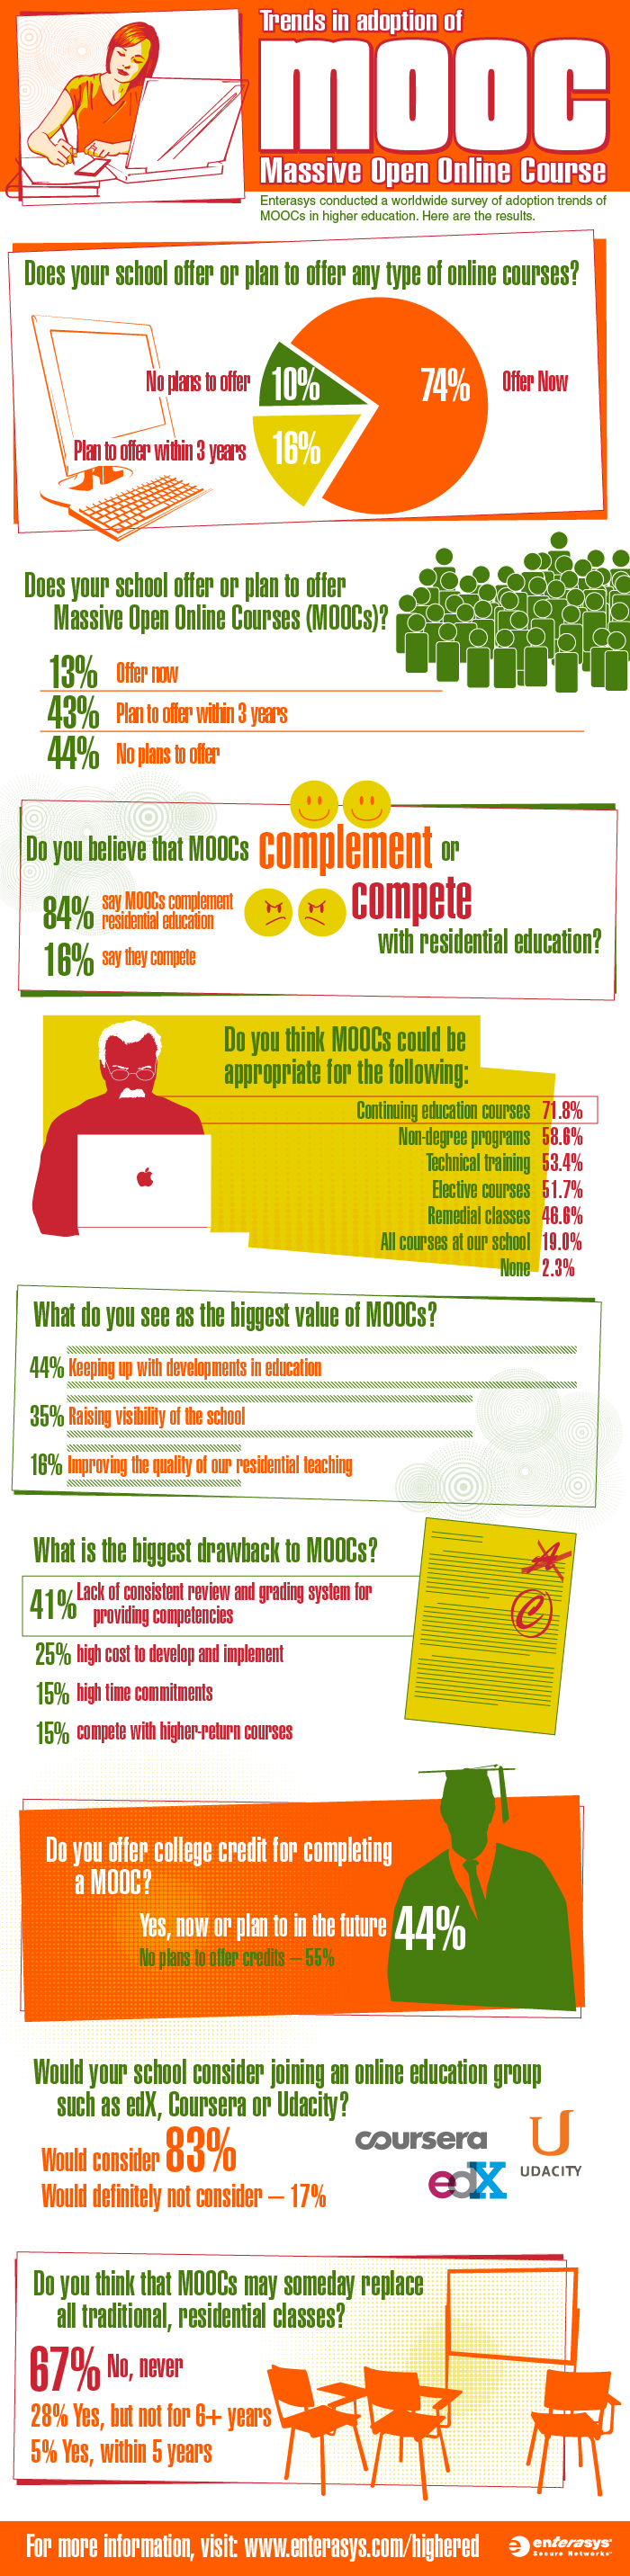 Trends in adoption of
MOOC
Massive Open Online Course
Enterasys conducted a worldwide survey of adoption trends of
MOOCs in higher education. Here are the results.
Does your school offer or plan to offer any type of online courses?
No plans to offer
10%
74%
Offer Now
Plan to offer within 3 years
16%
Does your school offer or plan to offer
Massive Open Online Courses (MOOCs)?
13% Offer now
43% Plan to offer within 3 years
44% No plans to offer
Do you believe that MOOCs complement or
compete
with residential education?
84% say MOOCs complement
residential education
16% say they compete
Do you think MOOCs could be
appropriate for the following:
Continuing education courses 71.8%
Non-degree programs 58.6%
Technical training 53.4%
Elective courses 51.7%
Remedial classes 46.6%
All courses at our school 19.0%
None 2.3%
What do you see as the biggest value of MOOCs?
44% Keeping up with developments in education
35% Raising visibility of the school
16% Improving the quality of our residential teaching
What is the biggest drawback to MOOCs?
41% Lack of consistent review and grading system for
providing competencies
25% high cost to develop and implement
15% high time commitments
15% compete with higher-return courses
A
C
Do you offer college credit for completing
a MOOC?
Yes, now or plan to in the future 44%
No plans to offer credits – 55%
Would your school consider joining an online education group
such as edX, Coursera or Udacity?
Would consider 83%
Would definitely not consider – 17%
coursera
edX
U
UDACITY
Do you think that MOOCs may someday replace
all traditional, residential classes?
67% No, never
28% Yes, but not for 6+ years
5% Yes, within 5 years
For more information, visit: www.enterasys.com/highered
enterasys
Secure Networks